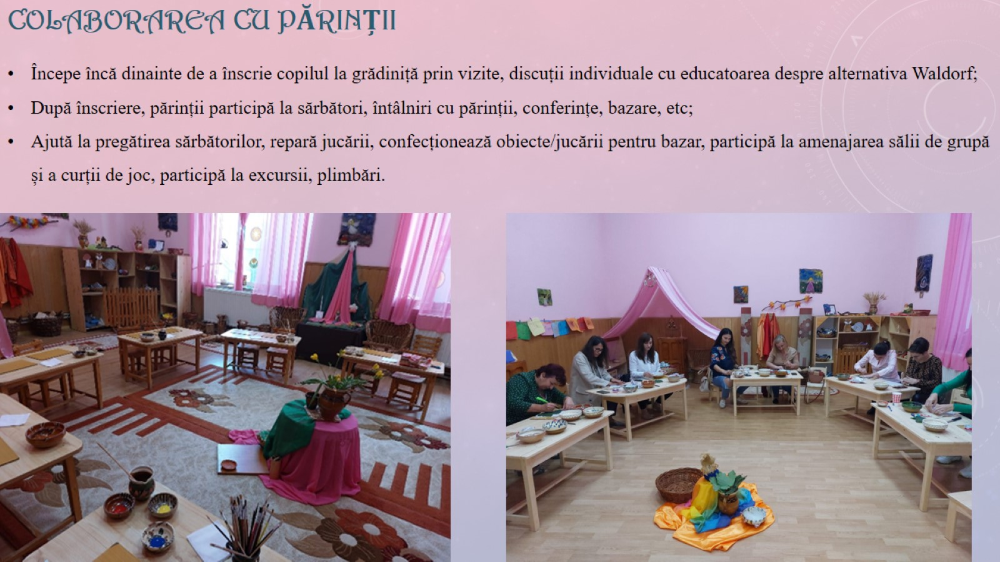 COLABORAREA CU PĂRINȚII
• Începe încă dinainte de a înscrie copilul la grădiniță prin vizite, discuții individuale cu educatoarea despre alternativa Waldorf;
• După înscriere, părinții participă la sărbători, întâlniri cu părinții, conferințe, bazare, etc;
• Ajută la pregătirea sărbătorilor, repară jucării, confecționează obiecte/jucării pentru bazar, participă la amenajarea sălii de grupă
și a curții de joc, participă la excursii, plimbări.